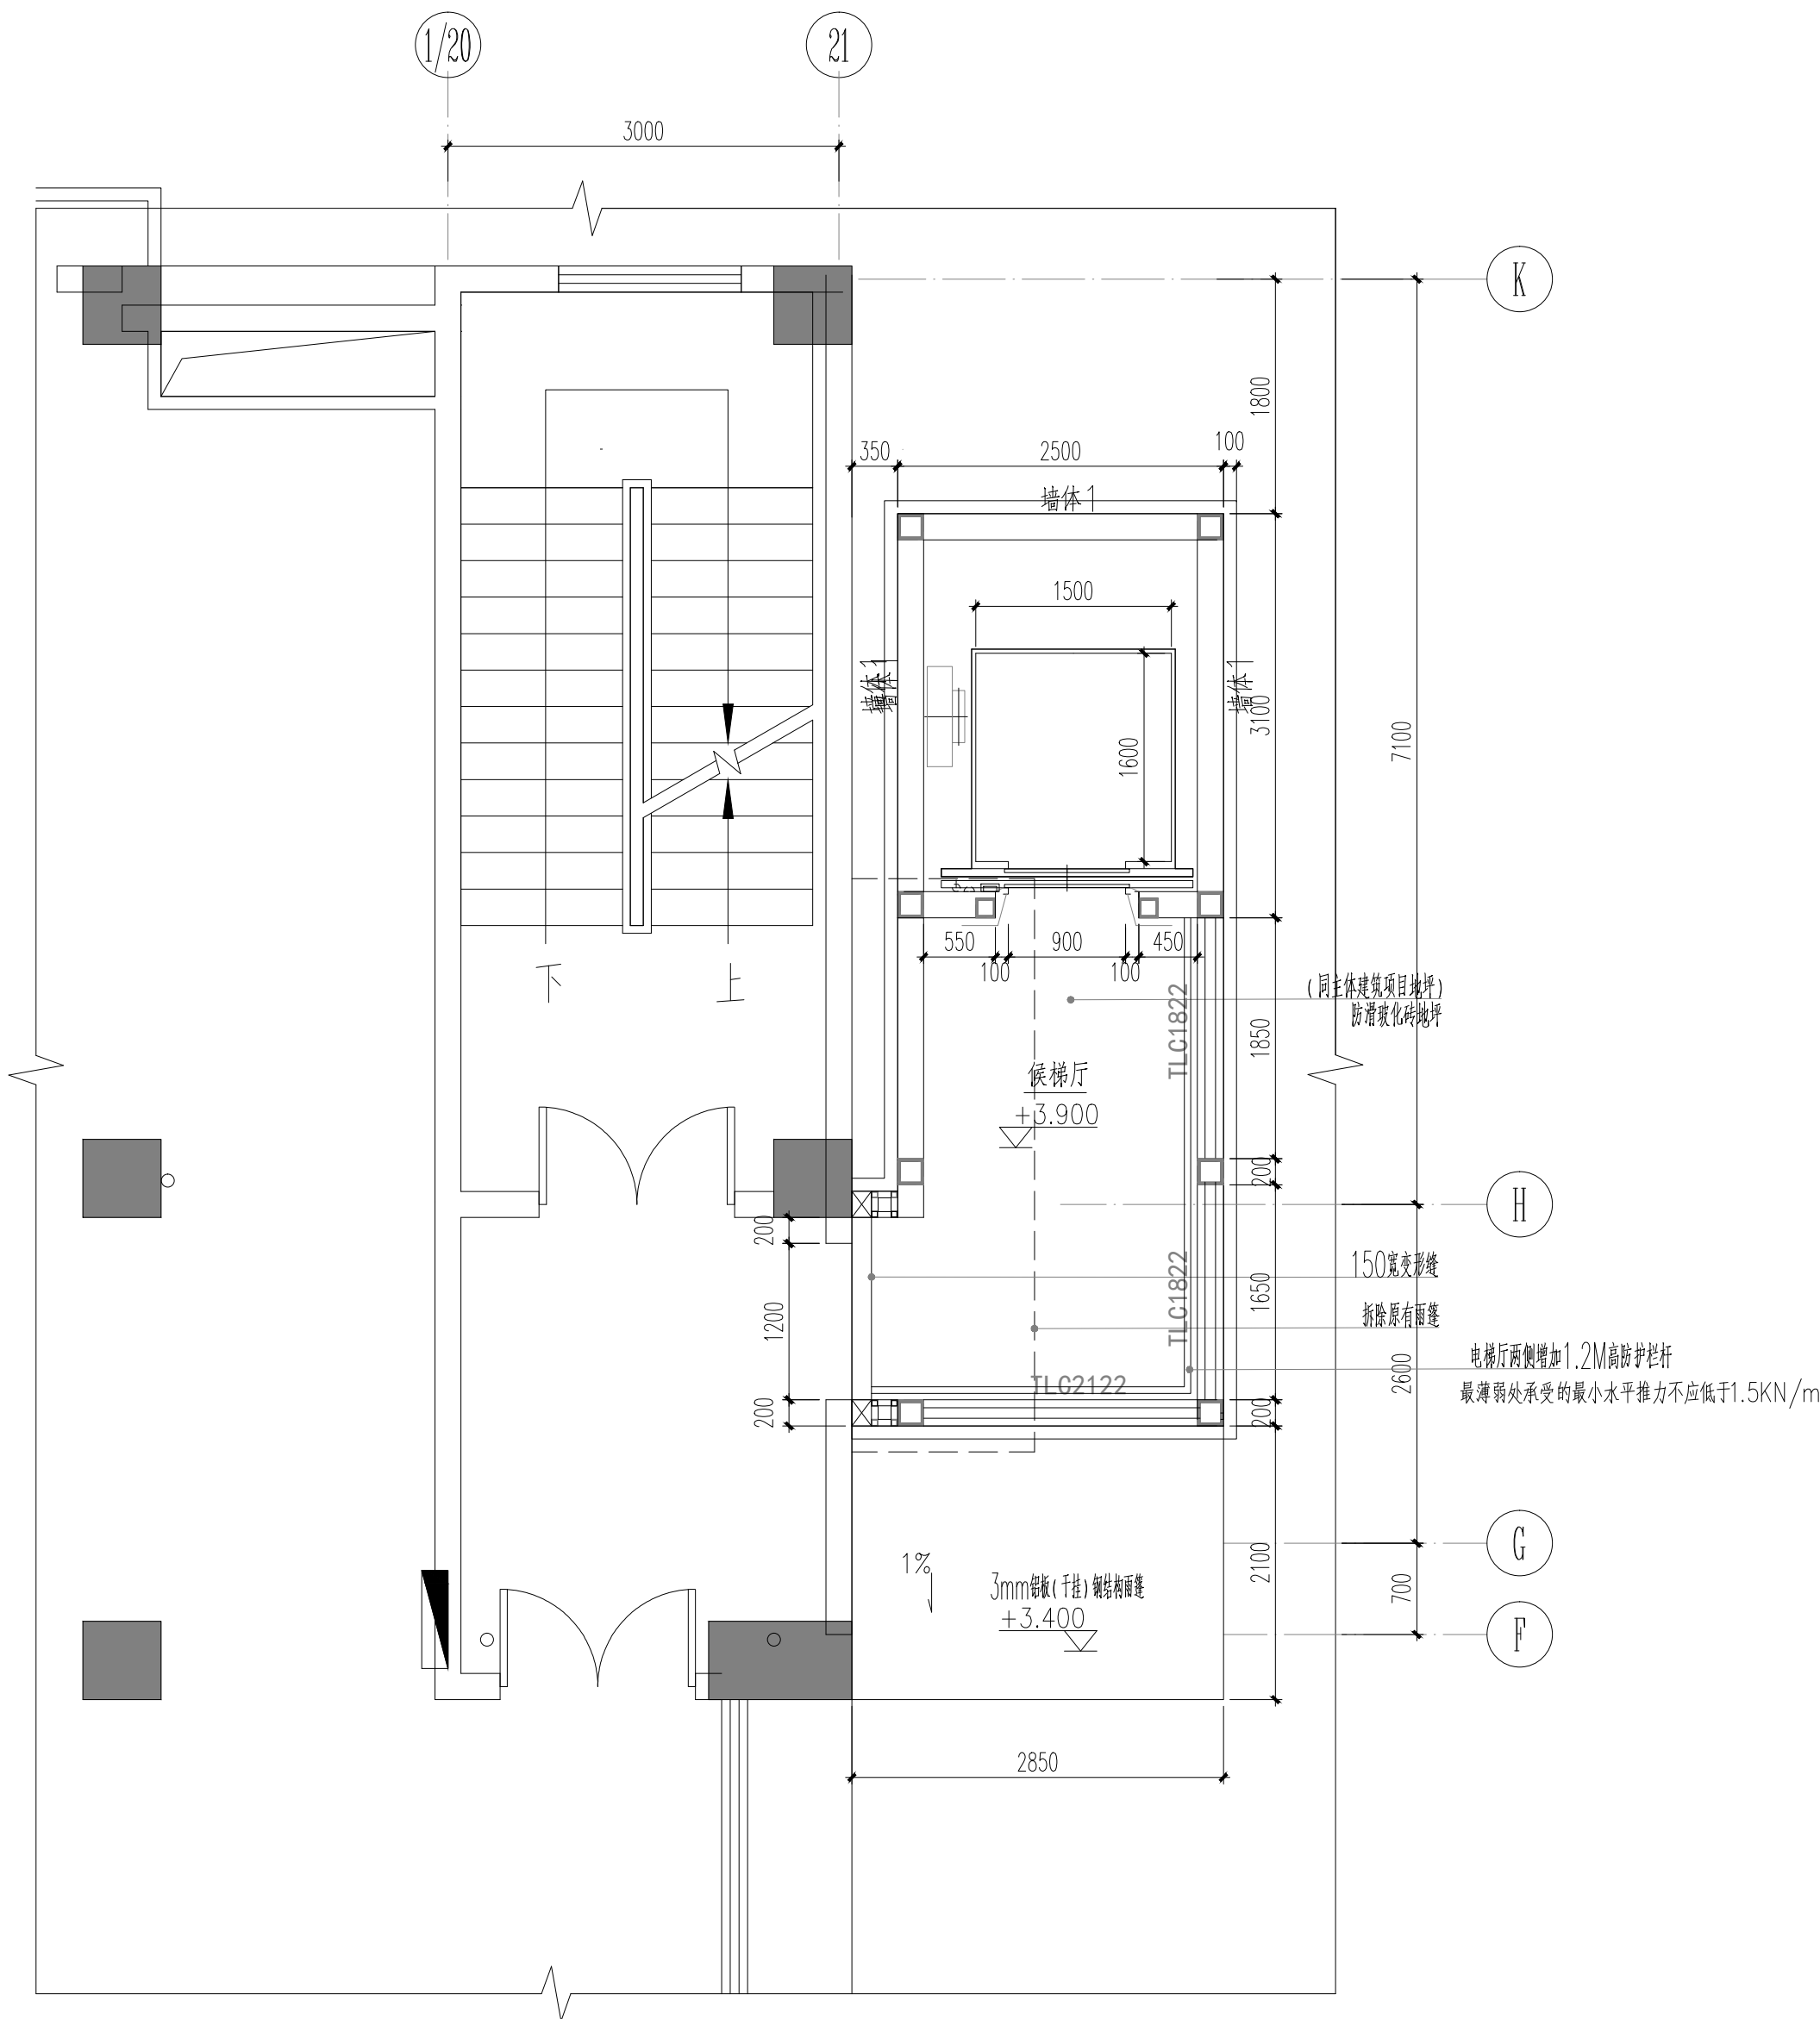 1/20
21
3000
K
1800
350
2500
100
墙体1
1500
墙体1
墙体1
墙体1
3100
7100
1600
550
900
450
100
100
下
上
(同主体建筑项目地坪)
防滑玻化砖地坪
TLC1822
1850
候梯厅
+3.900
200
H
200
150宽变形缝
TLC1822
1650
1200
拆除原有雨篷
电梯厅两侧增加1.2M高防护栏杆
最薄弱处承受的最小水平推力不应低于1.5KN/m
2600
TLC2122
200
200
G
1%
2100
3mm铝板(干挂)钢结构雨篷
+3.400
700
F
2850